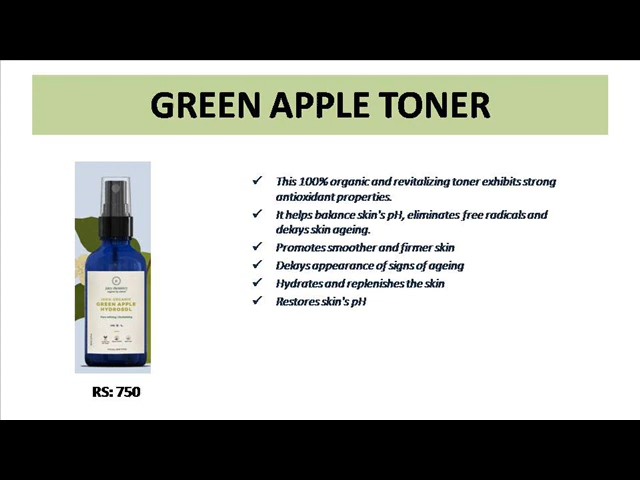 GREEN APPLE TONER
✓ This 100% organic and revitalizing toner exhibits strong
antioxidant properties.
✓ It helps balance skin's pH, eliminates free radicals and
delays skin ageing.
✓ Promotes smoother and firmer skin
✓ Delays appearance of signs of ageing
✓ Hydrates and replenishes the skin
✓ Restores skin's pH
100% ORGANIC
GREEN APPLE
HYDROSOL
RS: 750